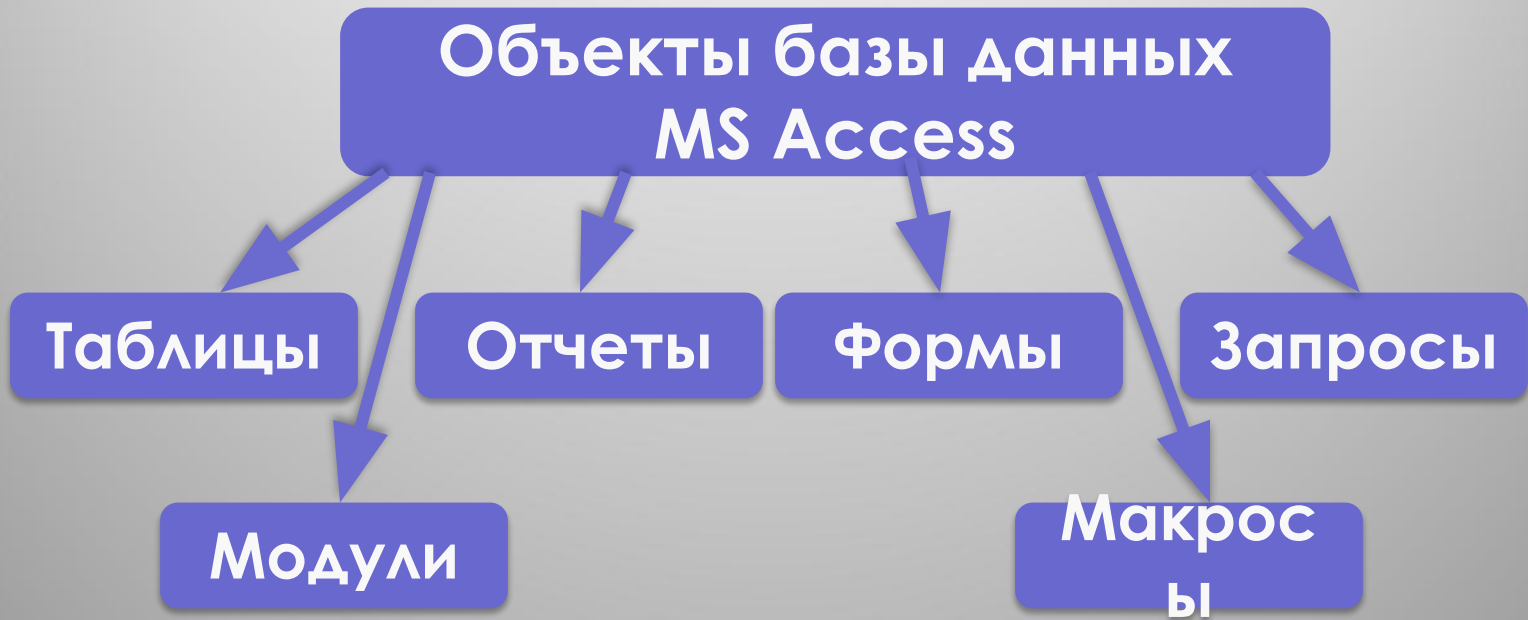 Объекты базы данных
MS Access
Таблицы
Отчеты
Формы
Запросы
Модули
Макрос
ы